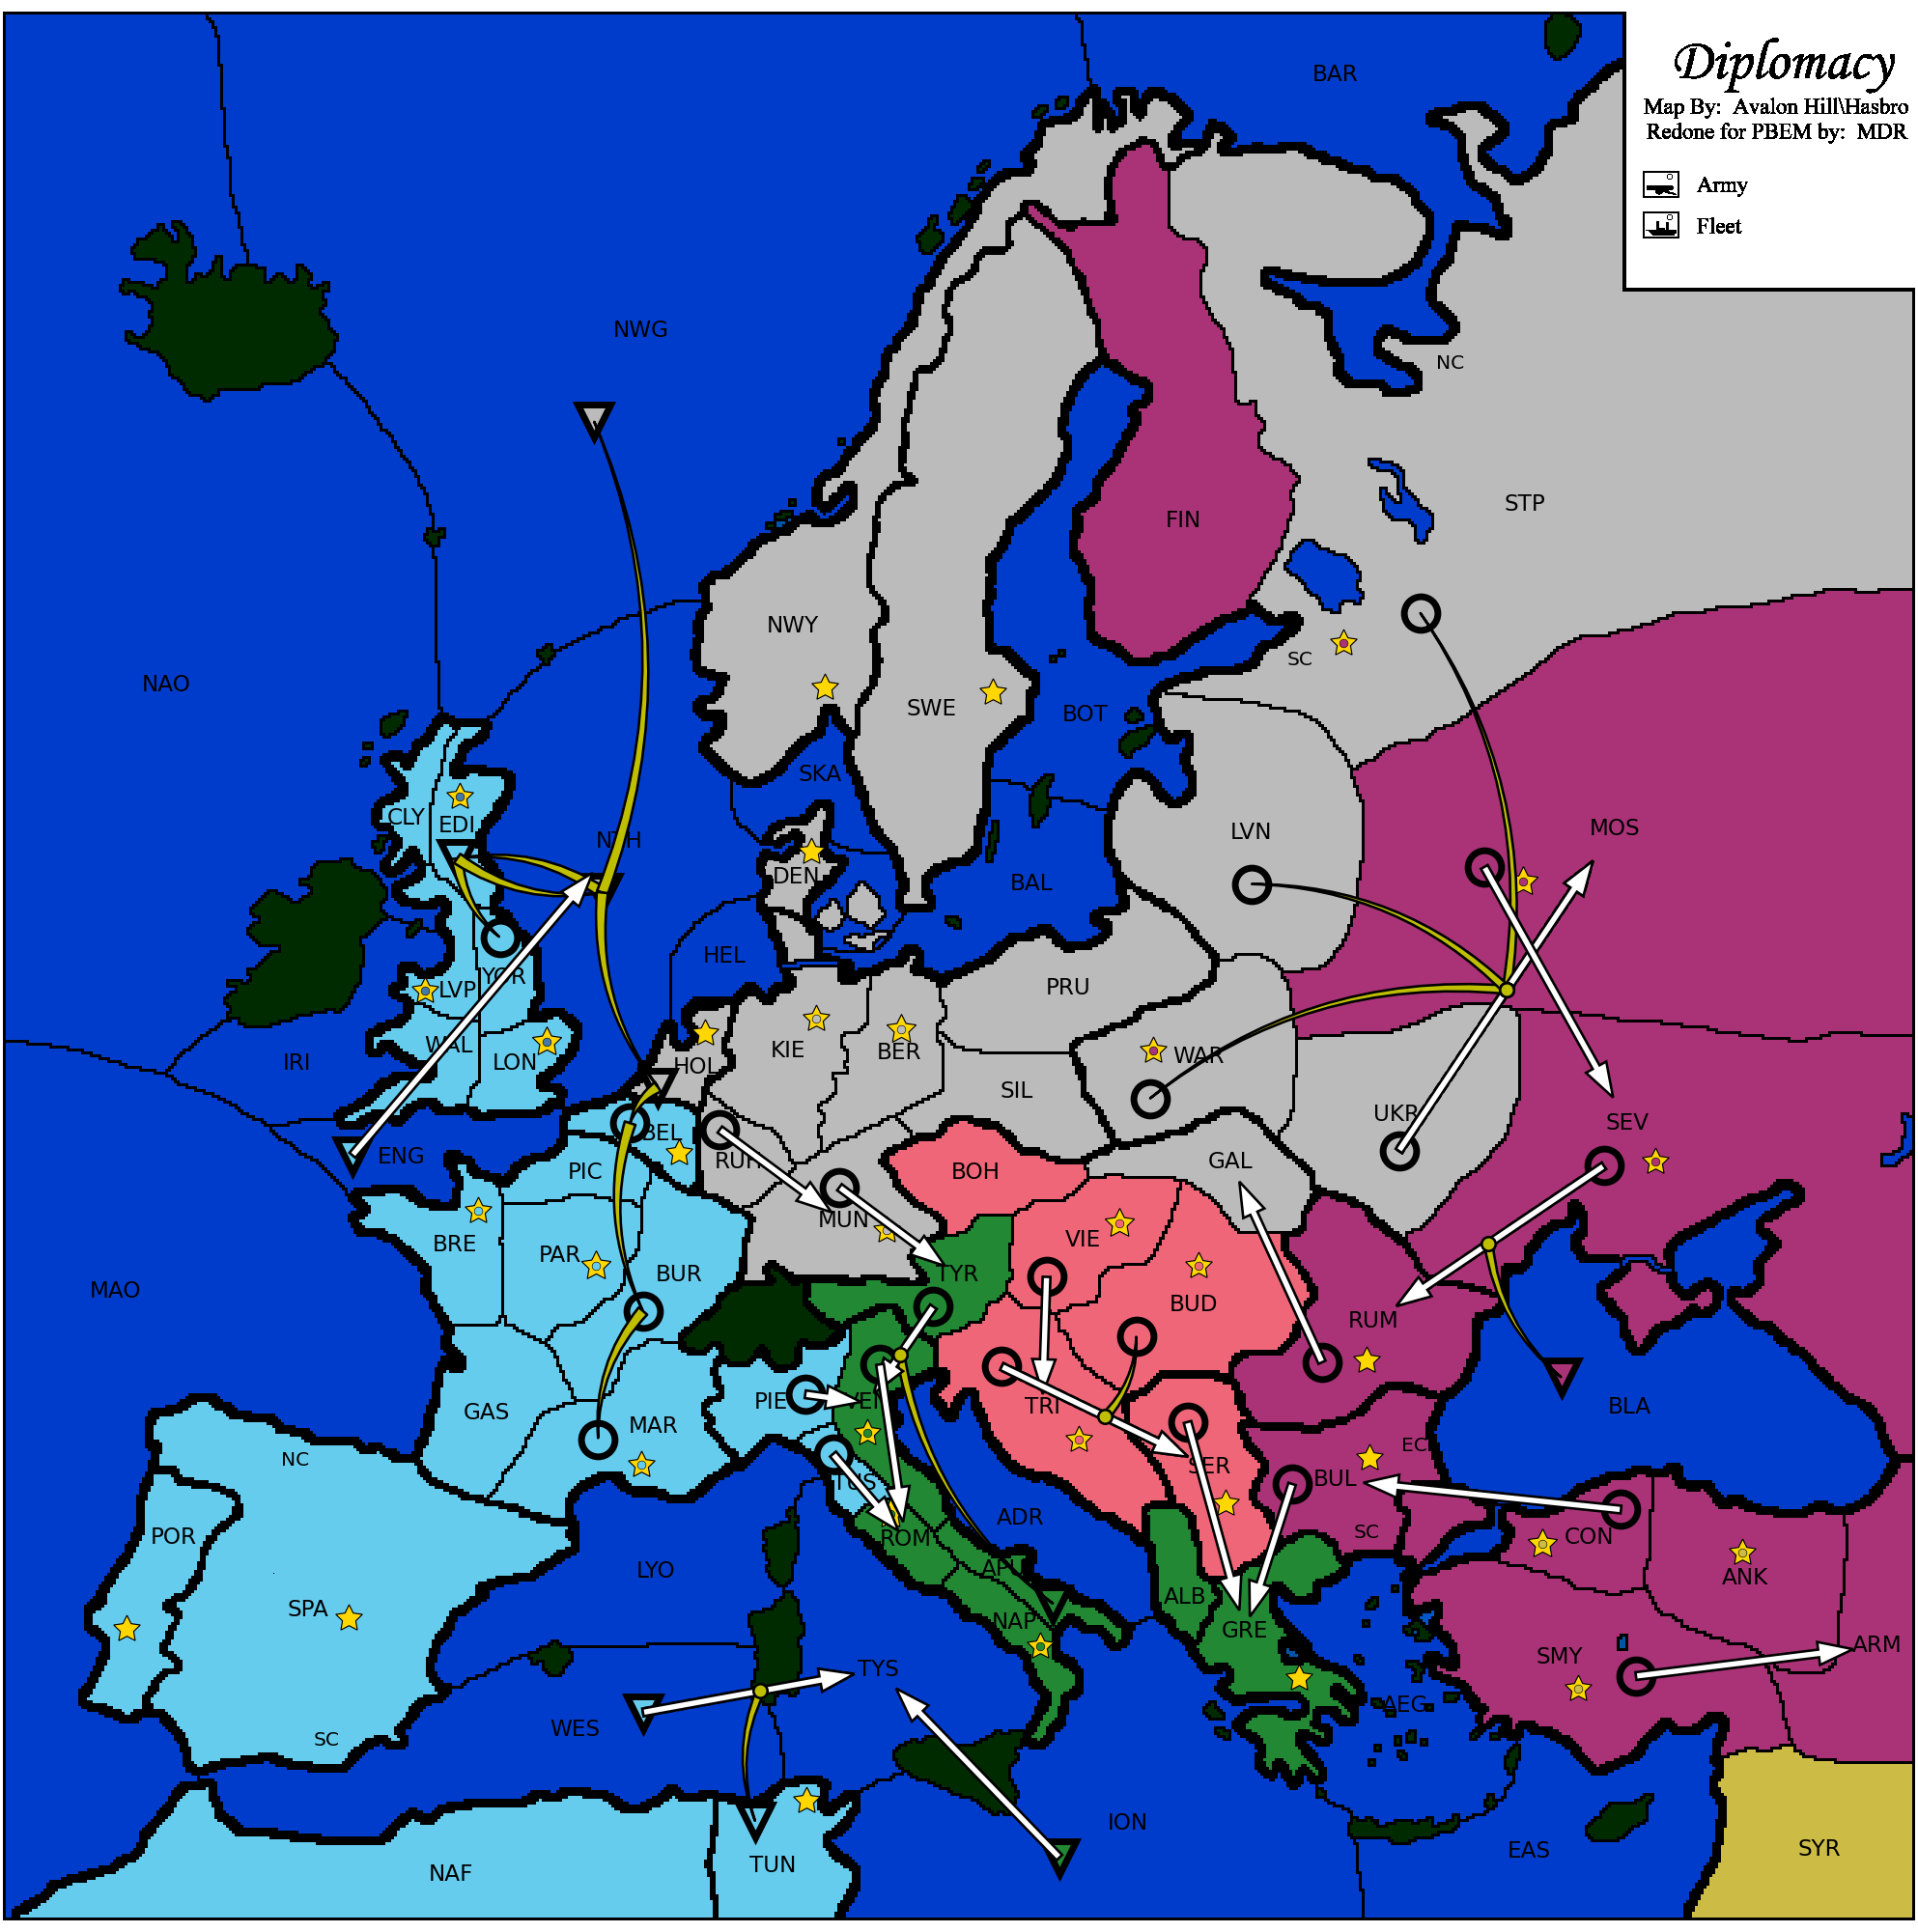 Diplomacy
Map By: Avalon Hill\Hasbro
Redone for PBEM by: MDR
Army
Fleet
BAR
NWG
NC
STP
FIN
NWY
SC
NAO
SWE
BOT
SKA
CLY
EDI
NTH
LVN
MOS
DEN
BAL
HEL
YOR
LVP
PRU
IRI
WAL
LON
HOL
KIE
BER
WAR
SIL
UKR
SEV
ENG
BEL
PIC
RUH
BOH
GAL
MUN
BRE
PAR
BUR
TYR
VIE
MAO
BUD
RUM
GAS
MAR
PIE
VEN
TRI
BLA
NC
TUS
SER
EC
BUL
POR
ADR
ROM
SC
CON
LYO
APU
ANK
SPA
NAP
ALB
GRE
SMY
ARM
TYS
WES
AEG
SC
ION
EAS
SYR
NAF
TUN